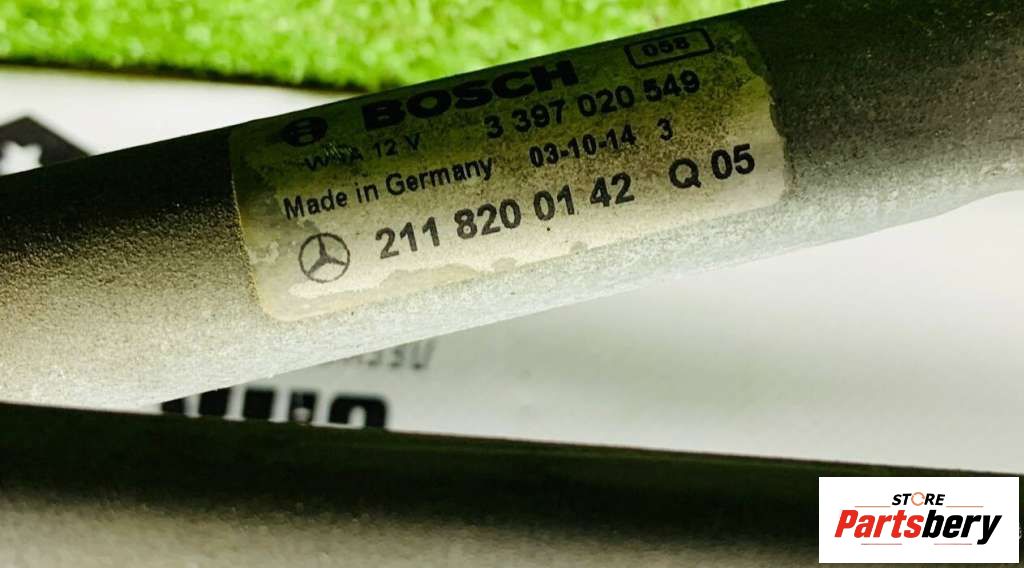 BOSCH 058
3 397 020 549
WWA 12 V
Made in Germany 03-10-14 3
211 820 01 42 Q 05
STORE
Partsbery